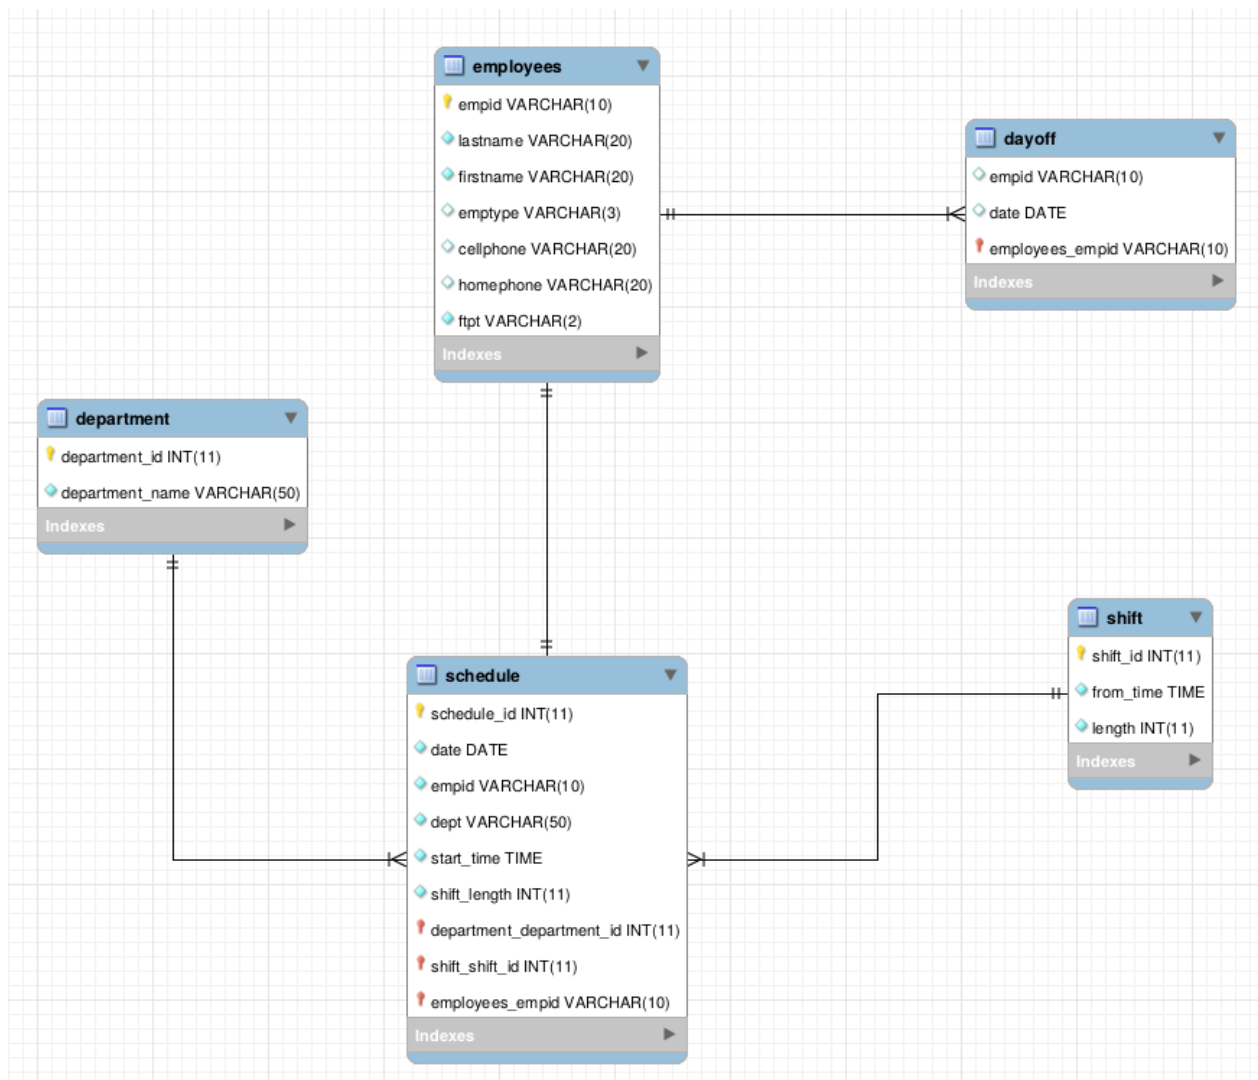 employees
empid VARCHAR(10)
lastname VARCHAR(20)
firstname VARCHAR(20)
emptype VARCHAR(3)
cellphone VARCHAR(20)
homephone VARCHAR(20)
ftpt VARCHAR(2)
Indexes
dayoff
empid VARCHAR(10)
date DATE
employees_empid VARCHAR(10)
Indexes
department
department_id INT(11)
department_name VARCHAR(50)
Indexes
shift
shift_id INT(11)
from_time TIME
length INT(11)
Indexes
schedule
schedule_id INT(11)
date DATE
empid VARCHAR(10)
dept VARCHAR(50)
start_time TIME
shift_length INT(11)
department_department_id INT(11)
shift_shift_id INT(11)
employees_empid VARCHAR(10)
Indexes